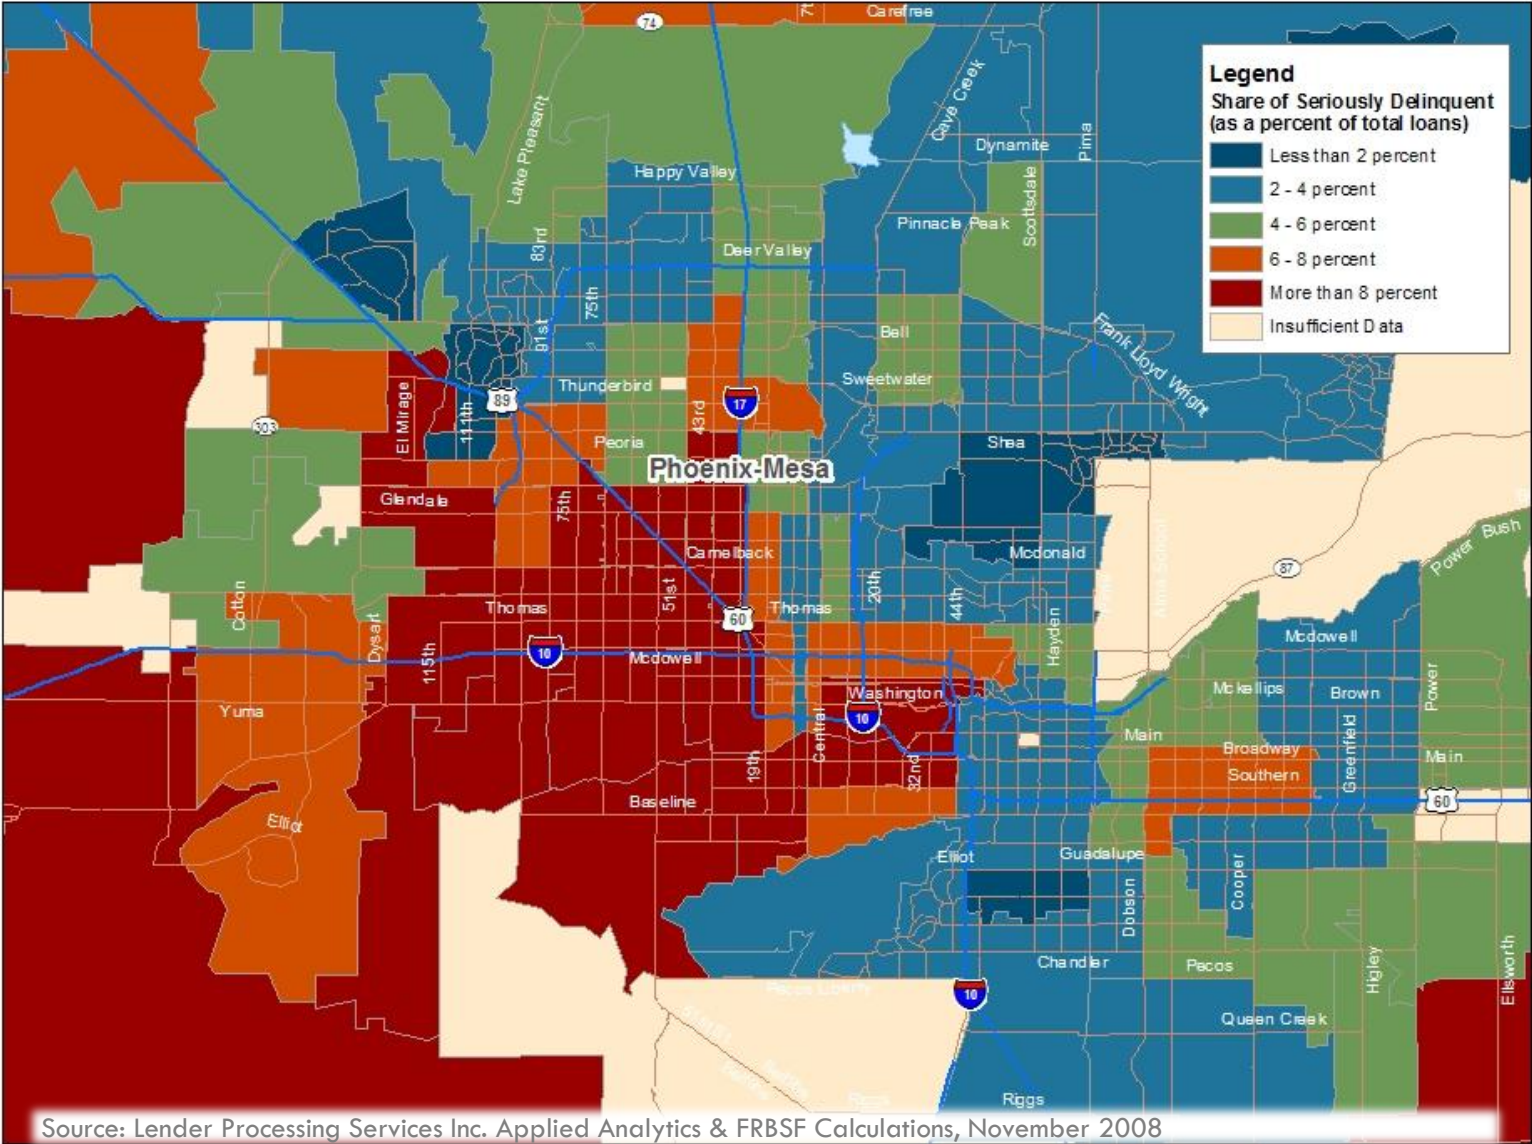 74
7t
Carefree
Legend
Share of Seriously Delinquent
(as a percent of total loans)
Less than 2 percent
2 - 4 percent
4 - 6 percent
6 - 8 percent
More than 8 percent
Insufficient Data
Cave Creek
Lake Pleasant
Dynamite
Pima
Happy Valley
Scottsdale
Pinnacle Peak
83rd
Deer Valley
75th
91st
Bell
Frank Lloyd Wright
Thunderbird
Sweetwater
89
17
El Mirage
111th
43rd
303
Peoria
Shea
Phoenix-Mesa
Glendale
75th
Camelback
Mcdonald
Power Bush
87
51st
20th
44th
Cotton
Thomas
Thomas
60
Dysart
Hayden
Mcdowell
115th
10
Mcdowell
Washington
Mckellips
Brown
Power
Yuma
10
Central
Main
Broadway
Main
Greenfield
Southern
19th
32nd
Baseline
60
Elliot
Elliot
Guadalupe
Cooper
Dobson
Chandler
Pecos
Higley
Ellsworth
Pecos Liberty
10
Queen Creek
Riggs
Riggs
Source: Lender Processing Services Inc. Applied Analytics & FRBSF Calculations, November 2008